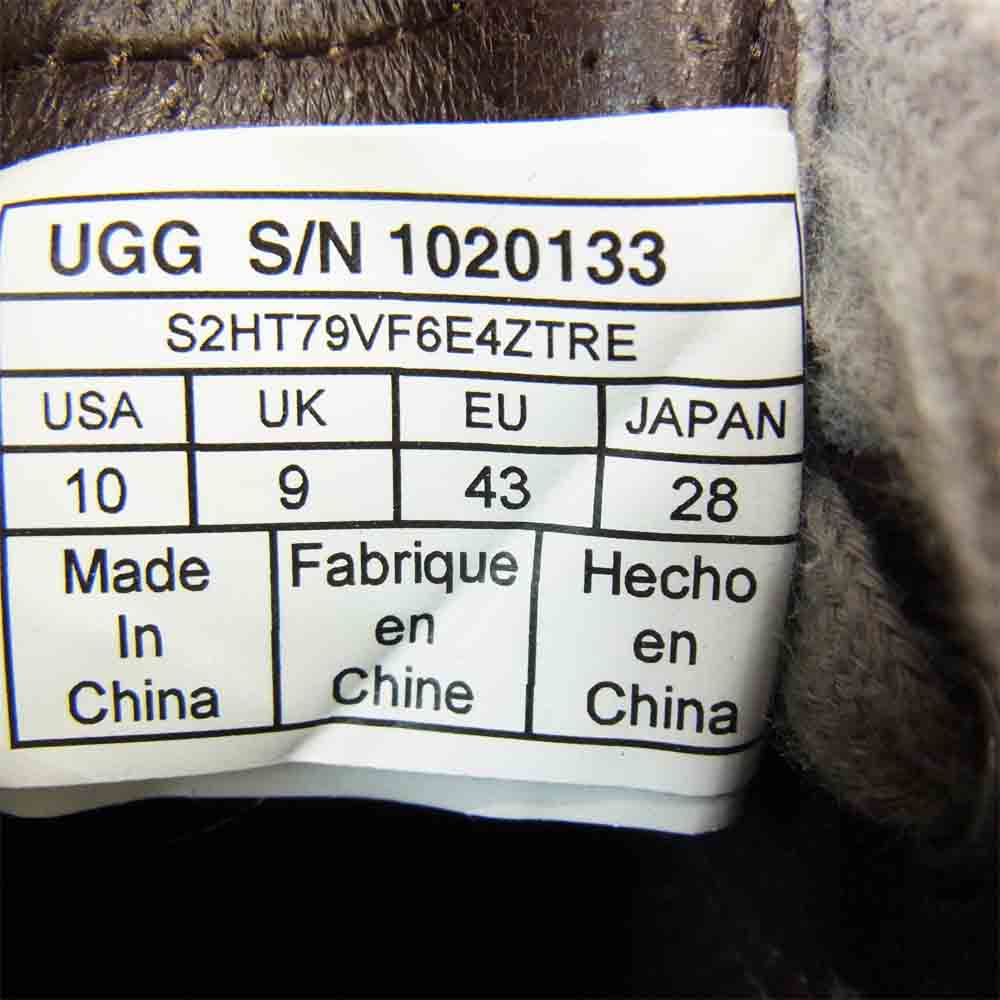 UGG S/N 1020133
S2HT79VF6E4ZTRE
USA UK EU JAPAN
10 9 43 28
Made In China
Fabrique en Chine
Hecho en China